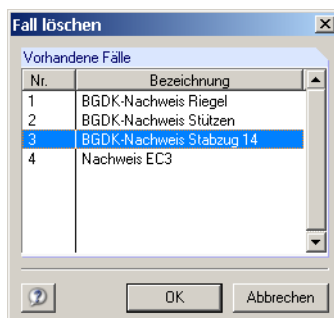 Fall löschen
Vorhandene Fälle
Nr. Bezeichnung
1 BGDK-Nachweis Riegel
2 BGDK-Nachweis Stützen
3 BGDK-Nachweis Stabzug 14
4 Nachweis EC3
OK Abbrechen